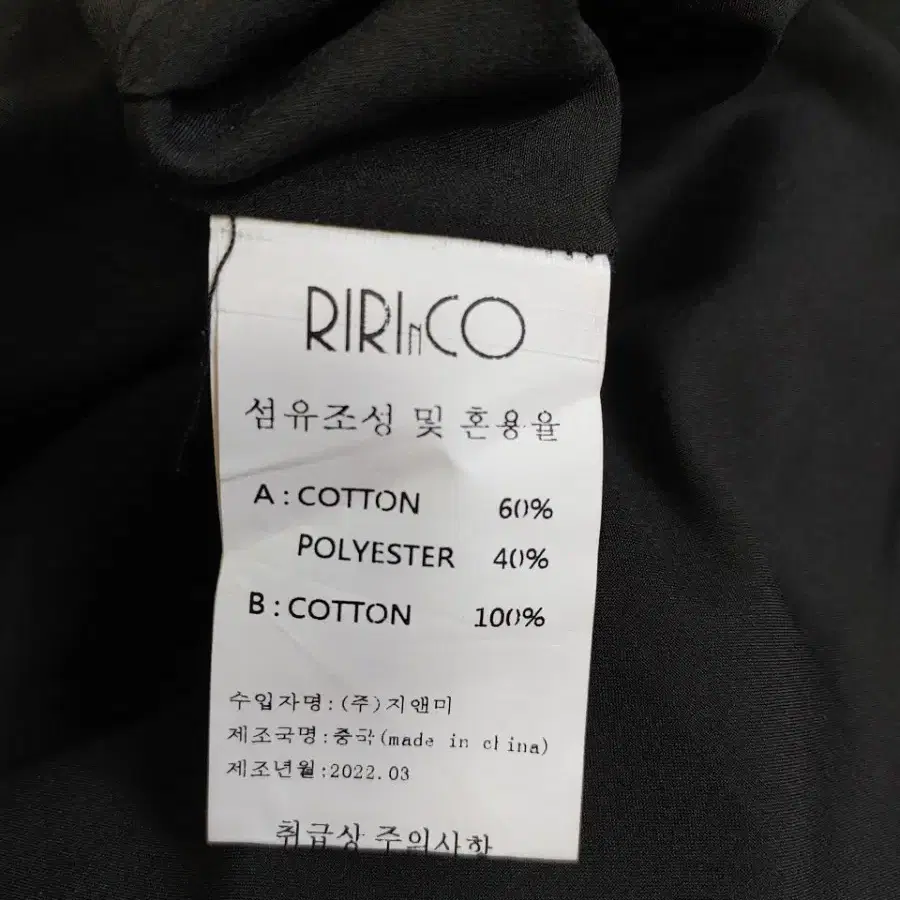 RIRInCO
섬유조성 및 혼용율
A : COTTON 60%
POLYESTER 40%
B : COTTON 100%
수입자명:(주)지앤미
제조국명:중국(made in china)
제조년월:2022.03
취급상 주의사항